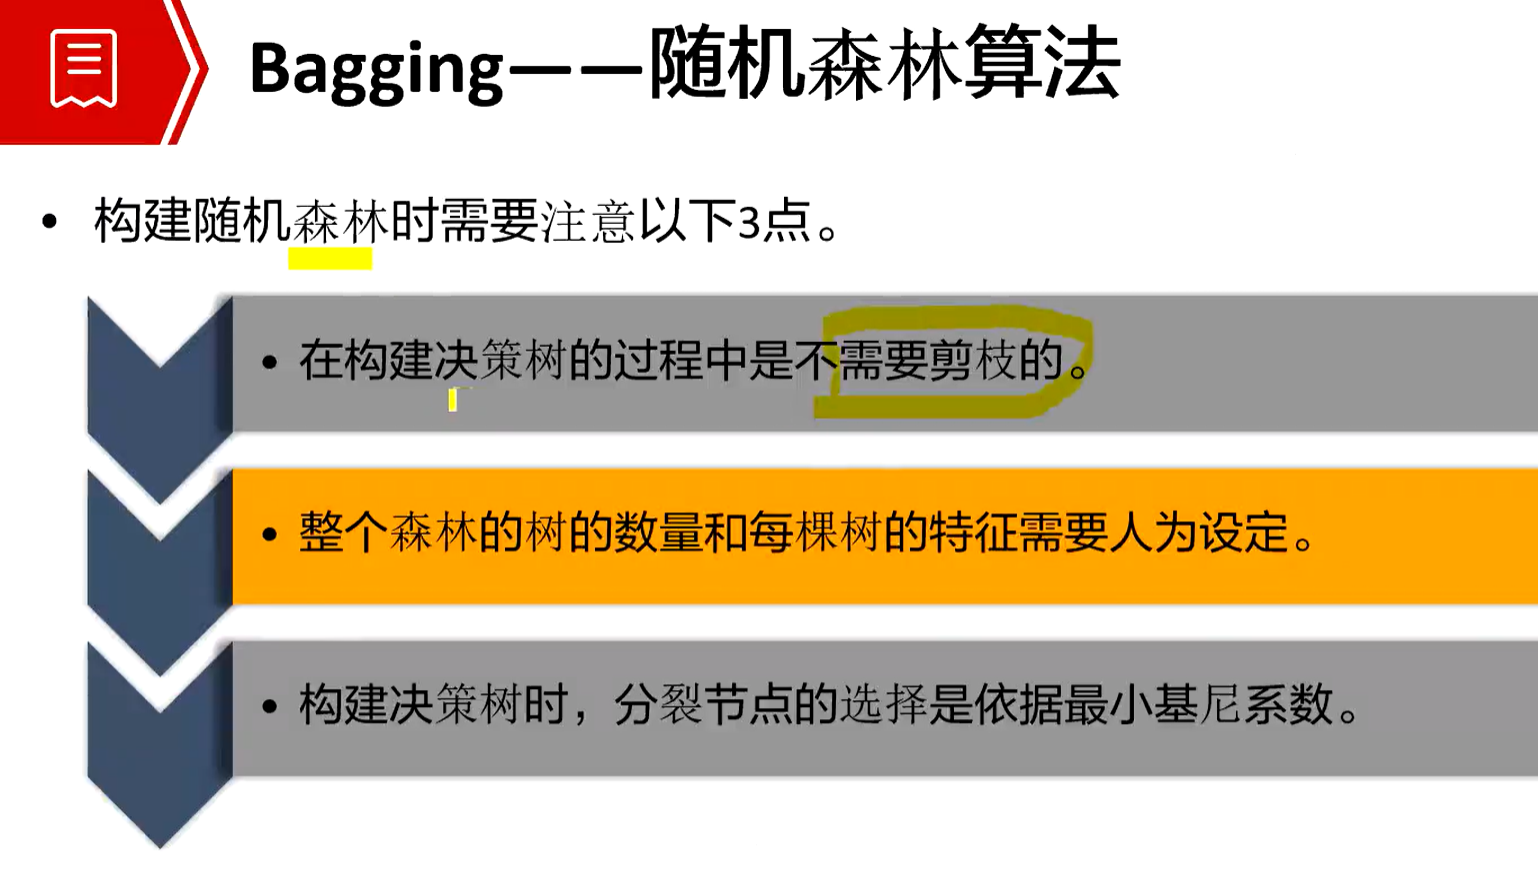 Bagging——随机森林算法
• 构建随机森林时需要注意以下3点。
• 在构建决策树的过程中是不需要剪枝的。
• 整个森林的树的数量和每棵树的特征需要人为设定。
• 构建决策树时，分裂节点的选择是依据最小基尼系数。